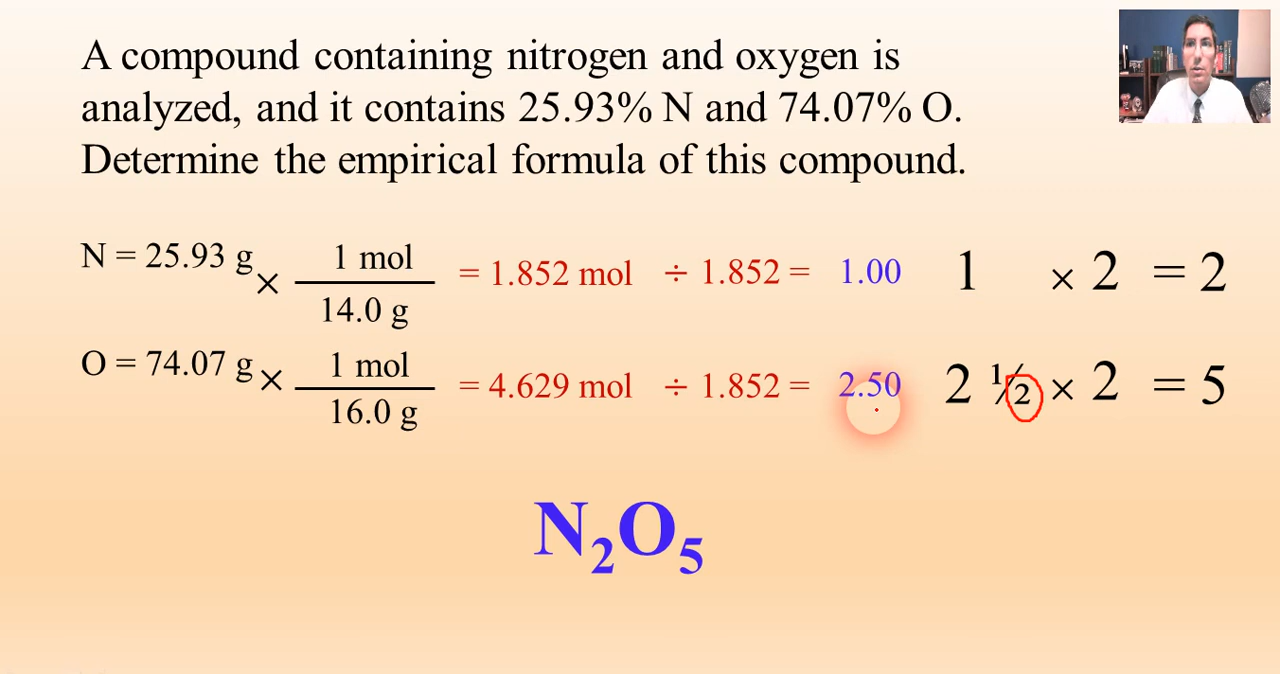 A compound containing nitrogen and oxygen is
analyzed, and it contains 25.93% N and 74.07% O.
Determine the empirical formula of this compound.
N = 25.93 g × 1 mol / 14.0 g = 1.852 mol ÷ 1.852 = 1.00 1 × 2 = 2
O = 74.07 g × 1 mol / 16.0 g = 4.629 mol ÷ 1.852 = 2.50 2 ½ × 2 = 5
N₂O₅